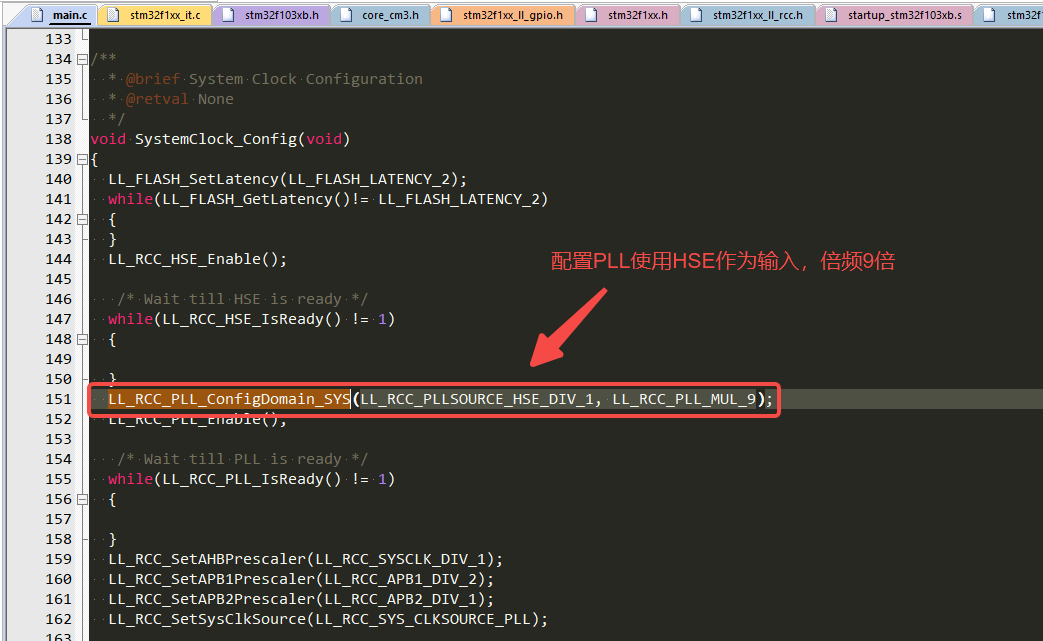 main.c stm32f1xx_it.c stm32f103xb.h core_cm3.h stm32f1xx_ll_gpio.h stm32f1xx.h stm32f1xx_ll_rcc.h startup_stm32f103xb.s
133
134 /**
135 * @brief System Clock Configuration
136 * @retval None
137 */
138 void SystemClock_Config(void)
139 {
140 LL_FLASH_SetLatency(LL_FLASH_LATENCY_2);
141 while(LL_FLASH_GetLatency()!= LL_FLASH_LATENCY_2)
142 {
143 }
144 LL_RCC_HSE_Enable();
配置PLL使用HSE作为输入，倍频9倍
145
146 /* Wait till HSE is ready */
147 while(LL_RCC_HSE_IsReady() != 1)
148 {
149
150 }
151 LL_RCC_PLL_ConfigDomain_SYS(LL_RCC_PLLSOURCE_HSE_DIV_1, LL_RCC_PLL_MUL_9);
152 LL_RCC_PLL_Enable();
153
154 /* Wait till PLL is ready */
155 while(LL_RCC_PLL_IsReady() != 1)
156 {
157
158 }
159 LL_RCC_SetAHBPrescaler(LL_RCC_SYSCLK_DIV_1);
160 LL_RCC_SetAPB1Prescaler(LL_RCC_APB1_DIV_2);
161 LL_RCC_SetAPB2Prescaler(LL_RCC_APB2_DIV_1);
162 LL_RCC_SetSysClkSource(LL_RCC_SYS_CLKSOURCE_PLL);
163